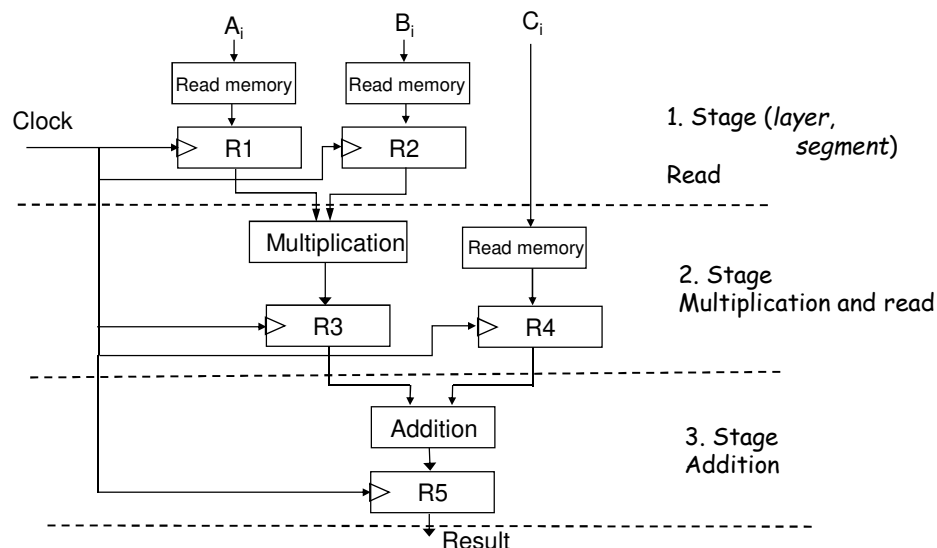 Aᵢ
Bᵢ
Cᵢ
Read memory
Read memory
Clock
R1
R2
1. Stage (layer,
segment)
Read
Multiplication
Read memory
2. Stage
Multiplication and read
R3
R4
Addition
3. Stage
Addition
R5
Result